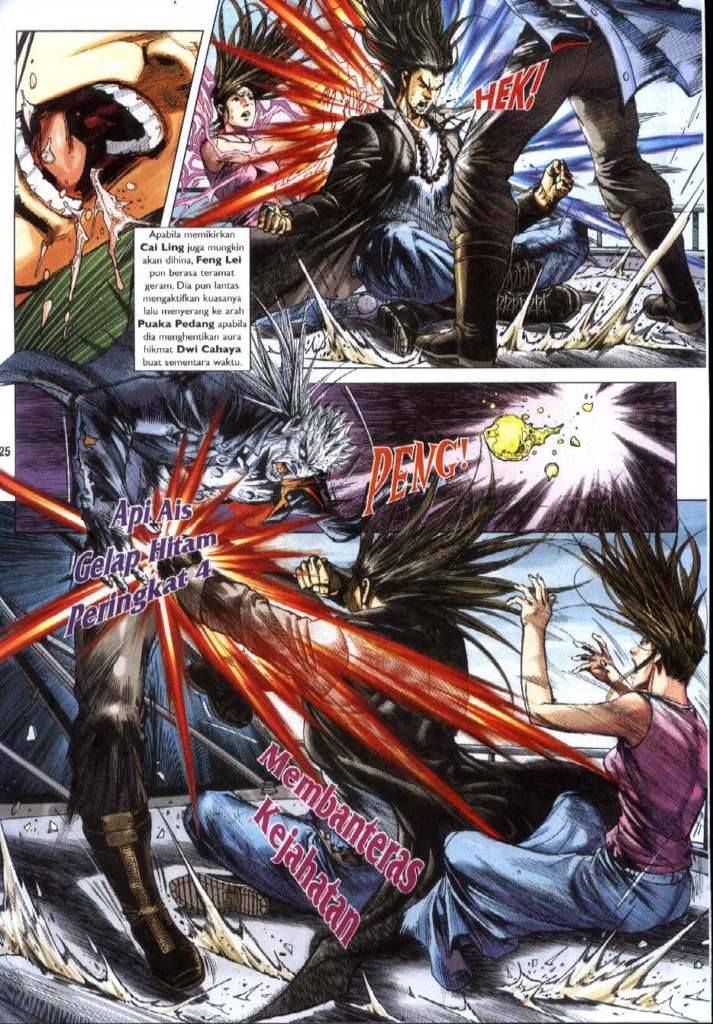 HEK!
Apabila memikirkan
Cai Ling juga mungkin
akan dihina, Feng Lei
pun berasa teramat
geram. Dia pun lantas
mengaktifkan kuasanya
lalu menyerang ke arah
Puaka Pedang apabila
dia menghentikan aura
hikmat Dwi Cahaya
buat sementara waktu.
25
PENG!
Api Ais
Gelap Hitam
Peringkat 4
Membanteras
Kejahatan